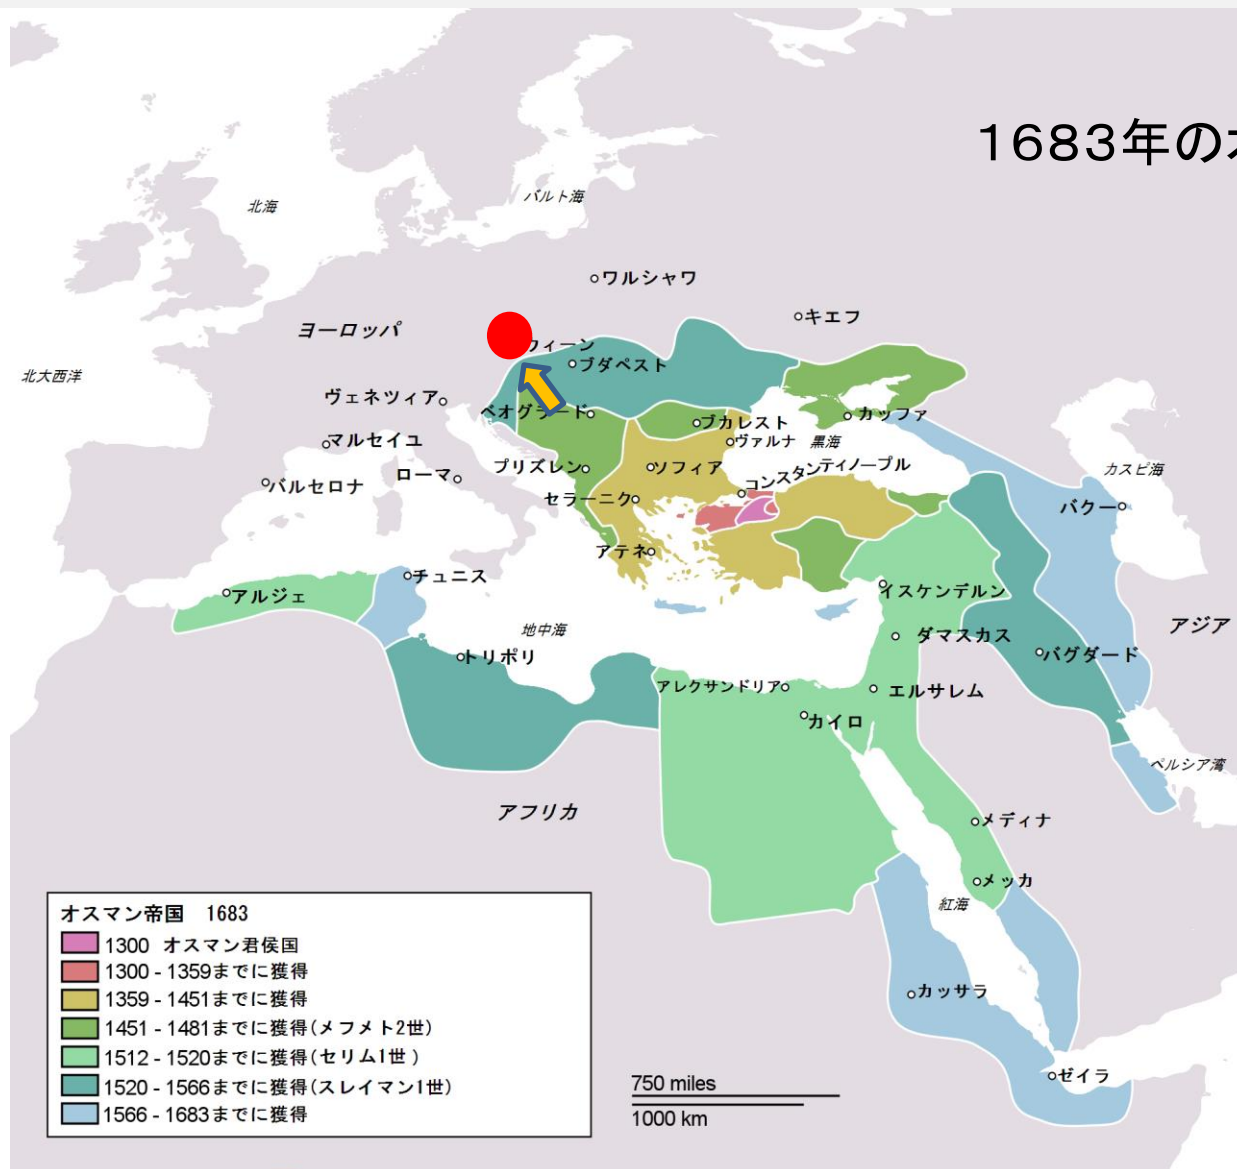 1683年のオ
バルト海
北海
ワルシャワ
キエフ
ヨーロッパ
ウィーン
ブダペスト
北大西洋
ヴェネツィア
ベオグラード
カッファ
ブカレスト
ヴァルナ
黒海
マルセイユ
プリズレン
ソフィア
コンスタンティノープル
カスピ海
ローマ
バルセロナ
セラーニク
バクー
アテネ
チュニス
アルジェ
イスケンデルン
地中海
アジア
ダマスカス
トリポリ
バグダード
アレクサンドリア
エルサレム
カイロ
ペルシア湾
アフリカ
メディナ
メッカ
紅海
カッサラ
ゼイラ
オスマン帝国 1683
1300 オスマン君侯国
1300 - 1359までに獲得
1359 - 1451までに獲得
1451 - 1481までに獲得(メフメト2世)
1512 - 1520までに獲得(セリム1世 )
1520 - 1566までに獲得(スレイマン1世)
1566 - 1683までに獲得
750 miles
1000 km